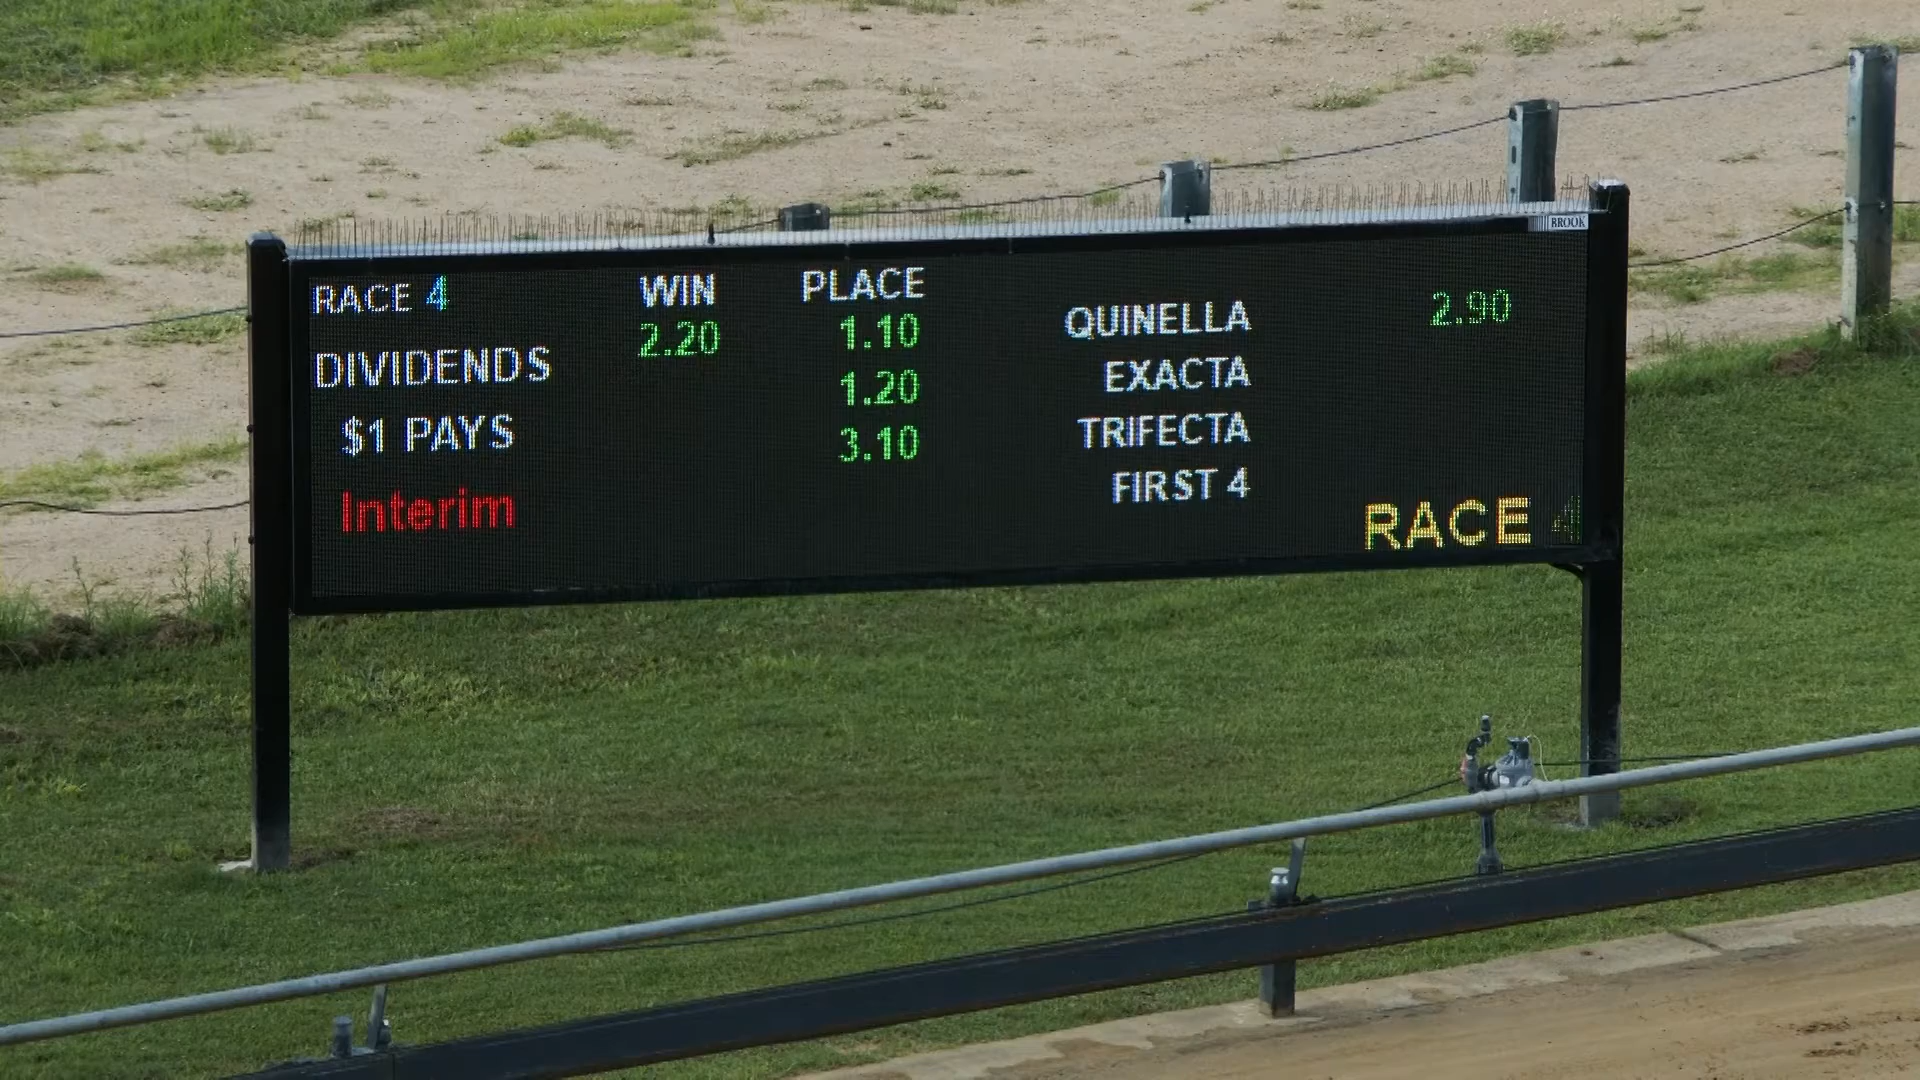 BROOK
RACE 4 WIN PLACE
2.20 1.10
DIVIDENDS 1.20
$1 PAYS 3.10
Interim
QUINELLA 2.90
EXACTA
TRIFECTA
FIRST 4
RACE 4